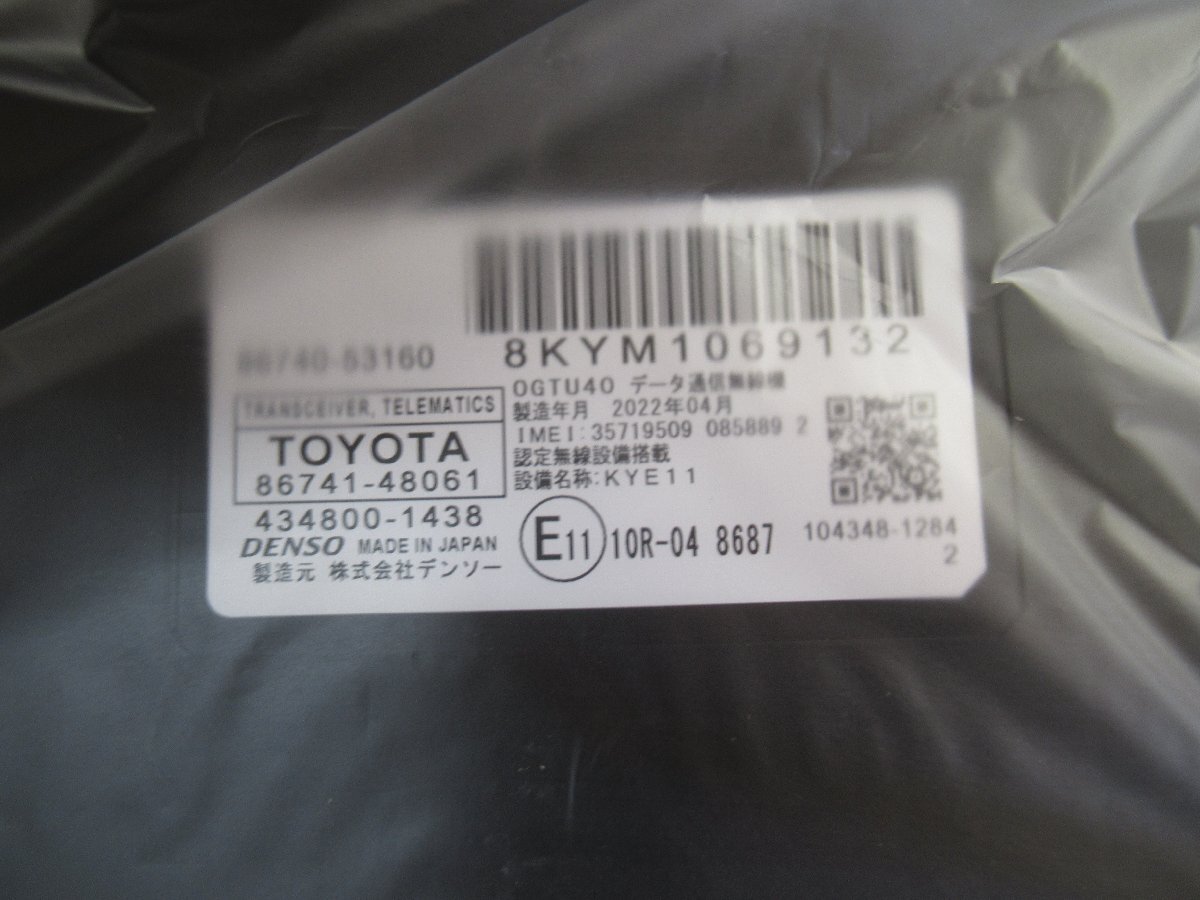 8KYM1069132
86740-53160
0GTU40 データ通信無線機
製造年月 2022年04月
IMEI:35719509 085889 2
認定無線設備搭載
設備名称:KYE11
TRANSCEIVER, TELEMATICS
TOYOTA
86741-48061
434800-1438
DENSO MADE IN JAPAN
製造元 株式会社デンソー
E11 10R-04 8687
104348-1284
2